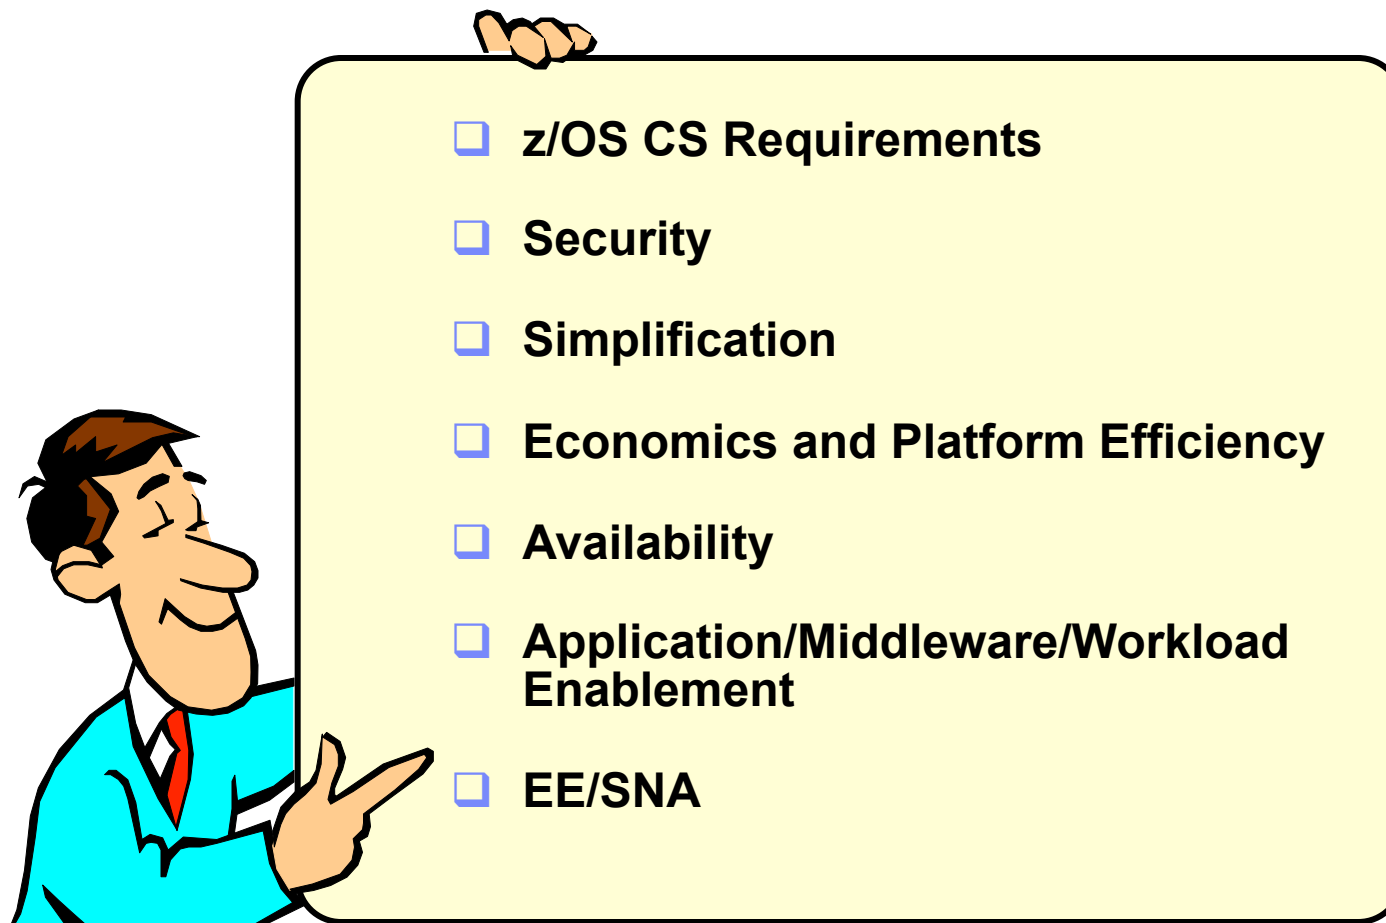 z/OS CS Requirements
Security
Simplification
Economics and Platform Efficiency
Availability
Application/Middleware/Workload
Enablement
EE/SNA